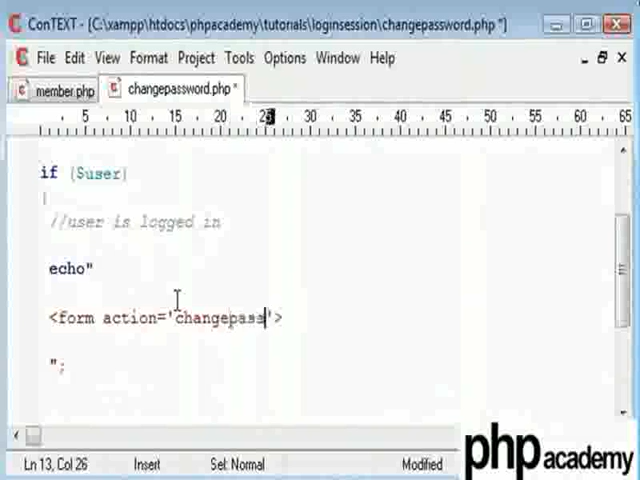 ConTEXT - [C:\xampp\htdocs\phpacademy\tutorials\loginsession\changepassword.php *]
File Edit View Format Project Tools Options Window Help
member.php changepassword.php *
5 10 15 20 25 30 35 40 45 50 55 60 65
if ($user)
{
//user is logged in
echo"
<form action='changepass'>
";
Ln 13, Col 26 Insert Sel: Normal Modified
php academy